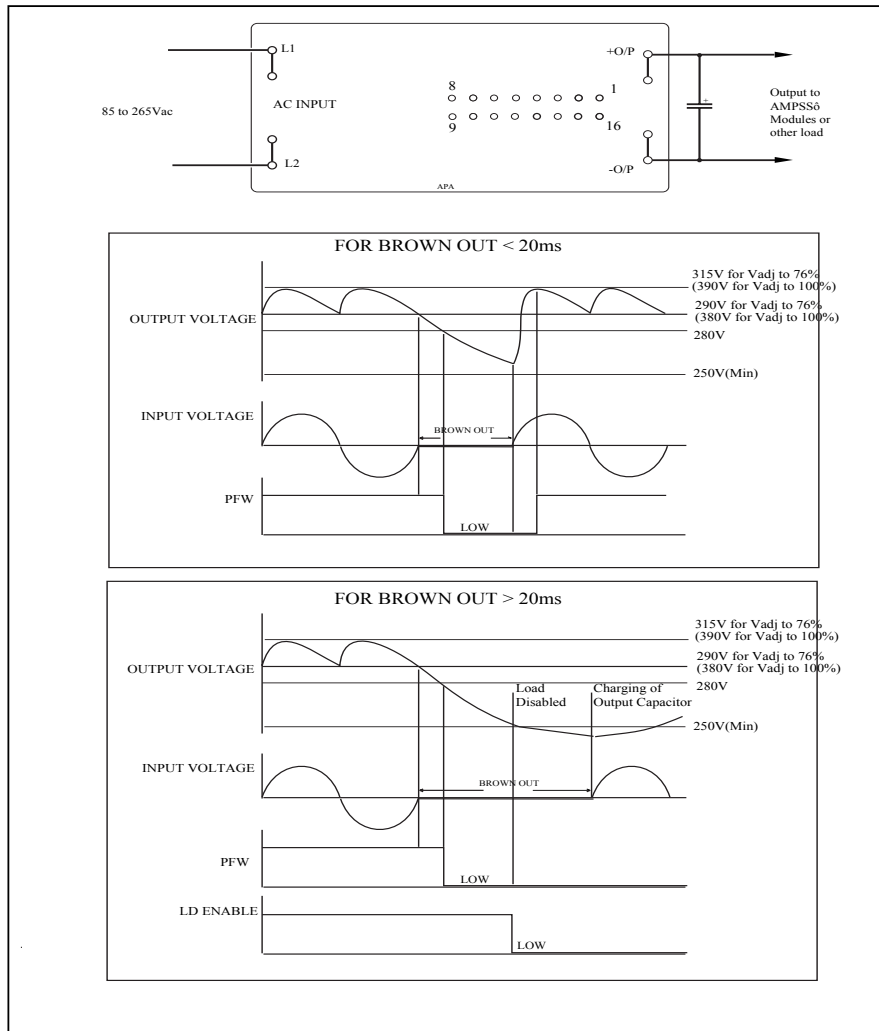 L1
+O/P
8
1
AC INPUT
85 to 265Vac
Output to
AMPSSô
Modules or
other load
9
16
L2
-O/P
APA
+
FOR BROWN OUT < 20ms
315V for Vadj to 76%
(390V for Vadj to 100%)
290V for Vadj to 76%
(380V for Vadj to 100%)
OUTPUT VOLTAGE
280V
250V(Min)
INPUT VOLTAGE
BROWN OUT
PFW
LOW
FOR BROWN OUT > 20ms
315V for Vadj to 76%
(390V for Vadj to 100%)
290V for Vadj to 76%
(380V for Vadj to 100%)
OUTPUT VOLTAGE
280V
Load
Disabled
Charging of
Output Capacitor
250V(Min)
INPUT VOLTAGE
BROWN OUT
PFW
LOW
LD ENABLE
LOW